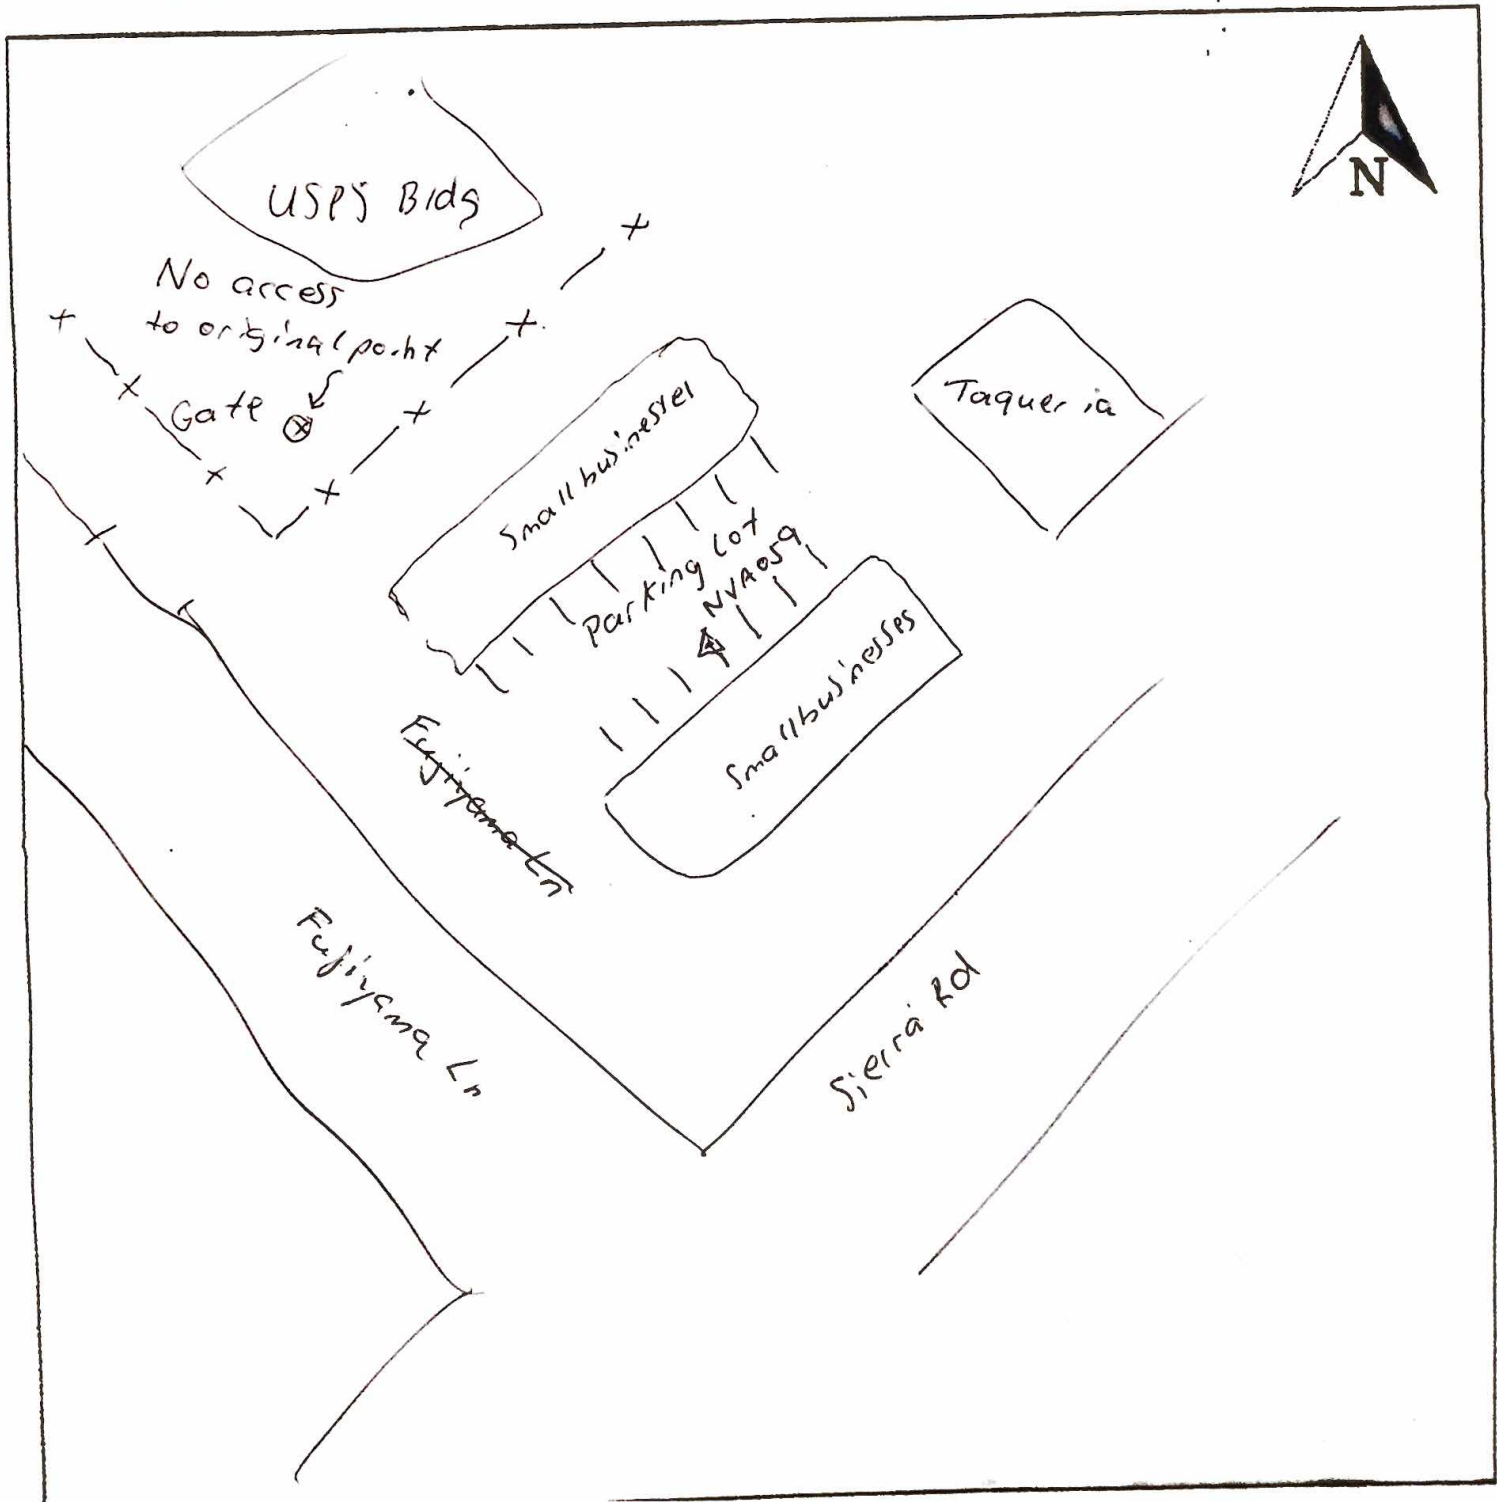 N
USPS Bldg
No access
to original point
Gate
Small businesses
Taqueria
Parking Lot
NVA059
Small businesses
Fujiyama Ln
Fujiyama Ln
Sierra Rd